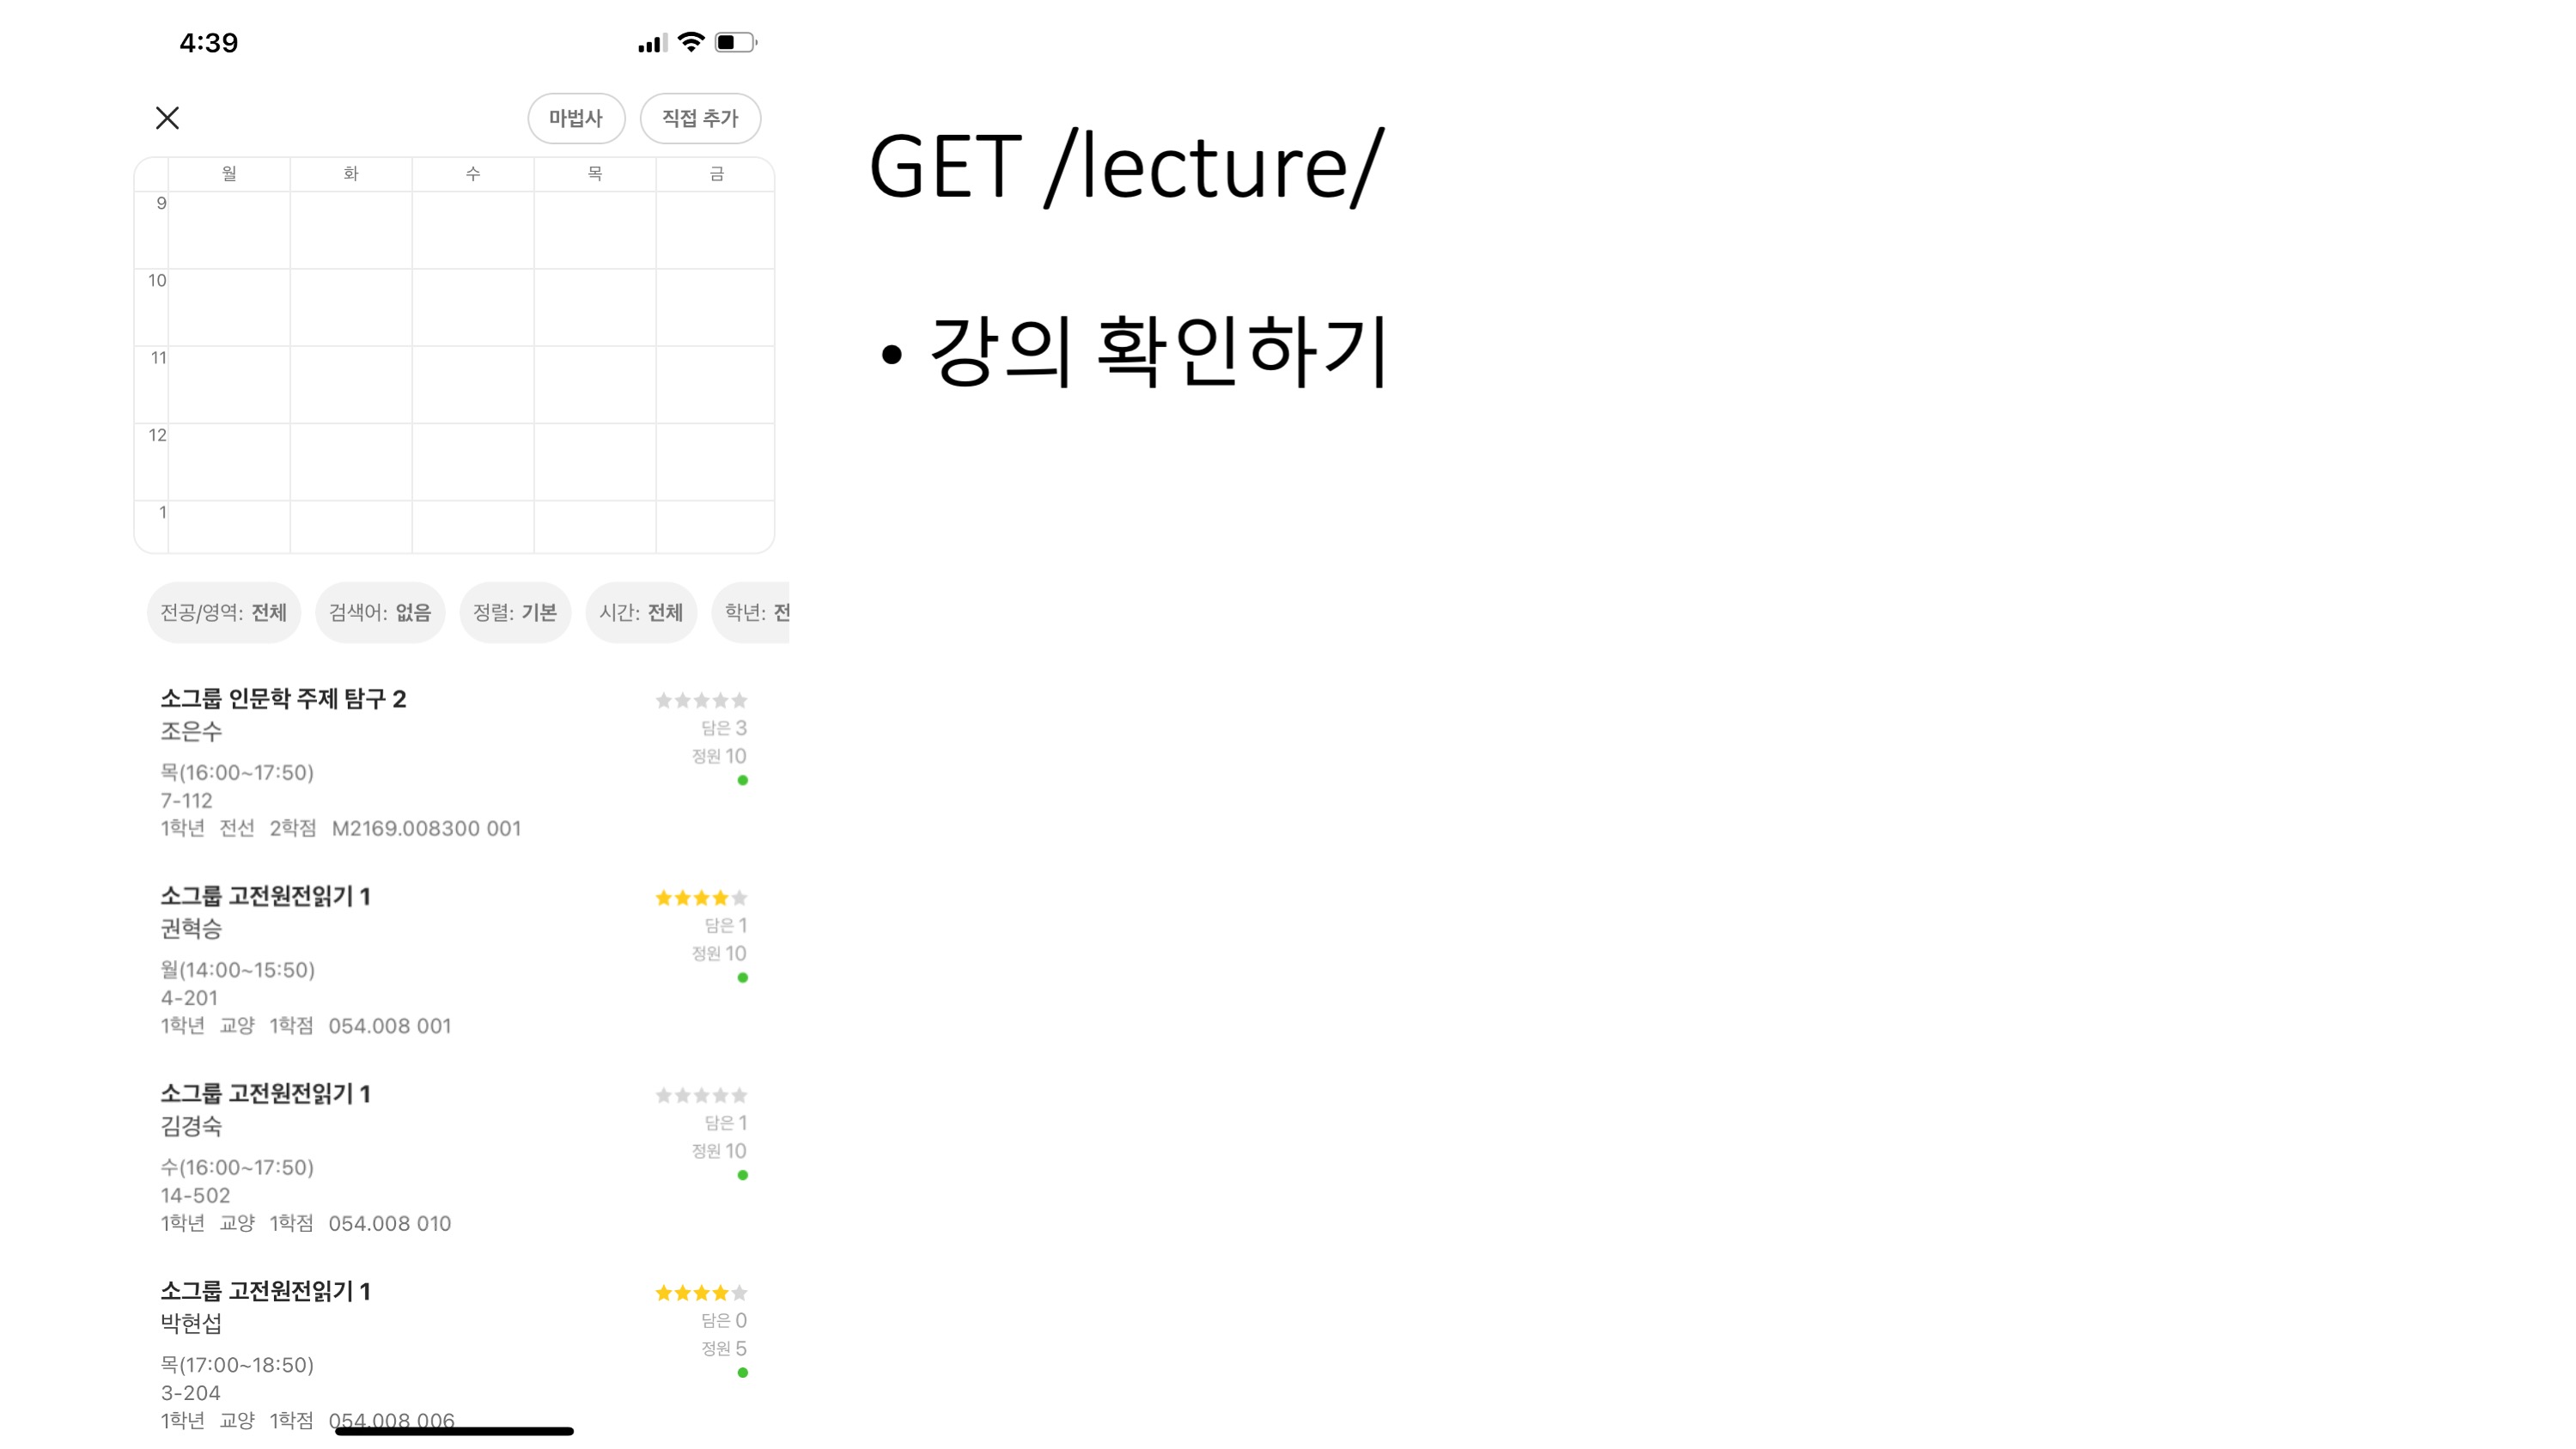 4:39
마법사 직접 추가
월 화 수 목 금
9
10
11
12
1
전공/영역: 전체 검색어: 없음 정렬: 기본 시간: 전체 학년:
소그룹 인문학 주제 탐구 2
조은수
담은 3
정원 10
목(16:00~17:50)
7-112
1학년 전선 2학점 M2169.008300 001
소그룹 고전원전읽기 1
권혁승
담은 1
정원 10
월(14:00~15:50)
4-201
1학년 교양 1학점 054.008 001
소그룹 고전원전읽기 1
김경숙
담은 1
정원 10
수(16:00~17:50)
14-502
1학년 교양 1학점 054.008 010
소그룹 고전원전읽기 1
박현섭
담은 0
정원 5
목(17:00~18:50)
3-204
1학년 교양 1학점 054.008 006
GET /lecture/
• 강의 확인하기